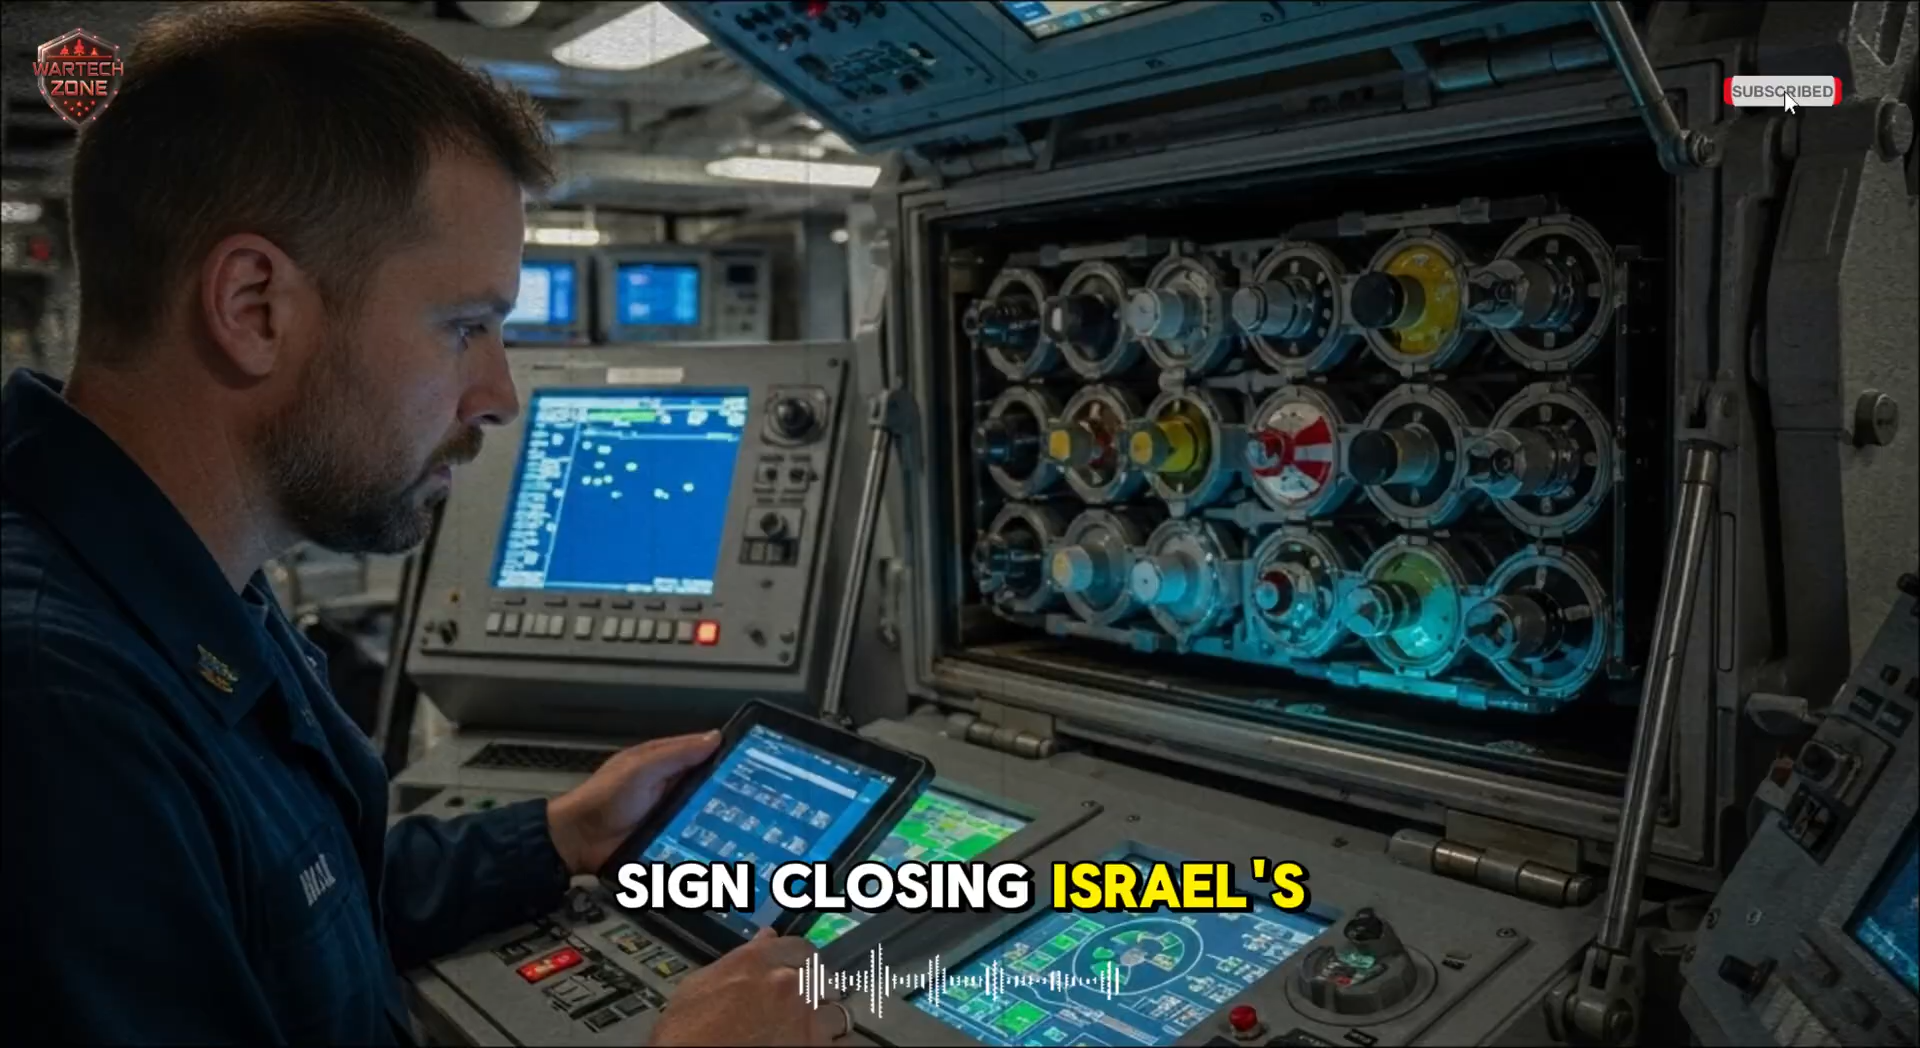 WARTECH
ZONE
SUBSCRIBED
SIGN CLOSING ISRAEL'S